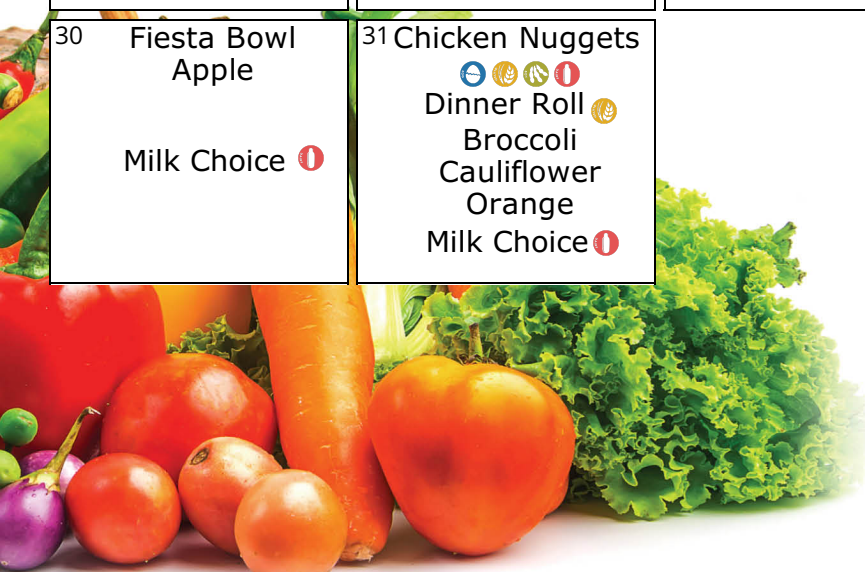 30 Fiesta Bowl
Apple
Milk Choice
31 Chicken Nuggets
Dinner Roll
Broccoli
Cauliflower
Orange
Milk Choice